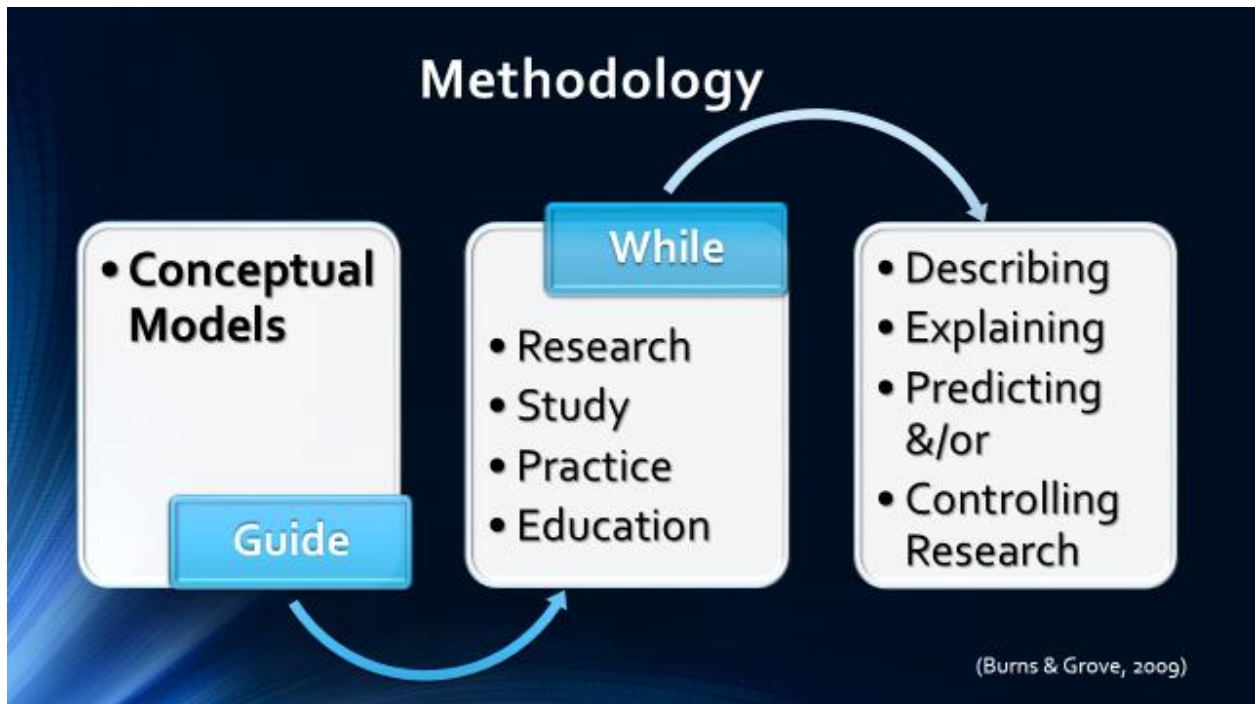 Methodology
• Conceptual
Models
Guide
While
• Research
• Study
• Practice
• Education
• Describing
• Explaining
• Predicting
&/or
• Controlling
Research
(Burns & Grove, 2009)